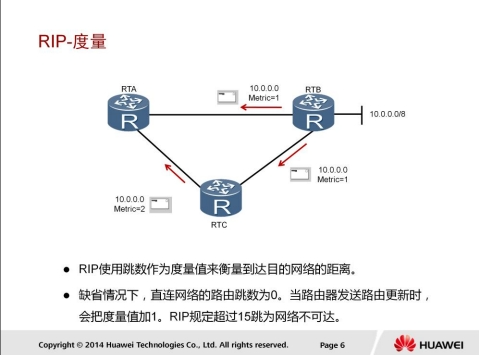 RIP-度量
RTA
10.0.0.0
Metric=1
RTB
10.0.0.0/8
R
R
10.0.0.0
Metric=1
10.0.0.0
Metric=2
R
RTC
● RIP使用跳数作为度量值来衡量到达目的网络的距离。
● 缺省情况下，直连网络的路由跳数为0。当路由器发送路由更新时，
会把度量值加1。RIP规定超过15跳为网络不可达。
Copyright © 2014 Huawei Technologies Co., Ltd. All rights reserved.
Page 6
HUAWEI